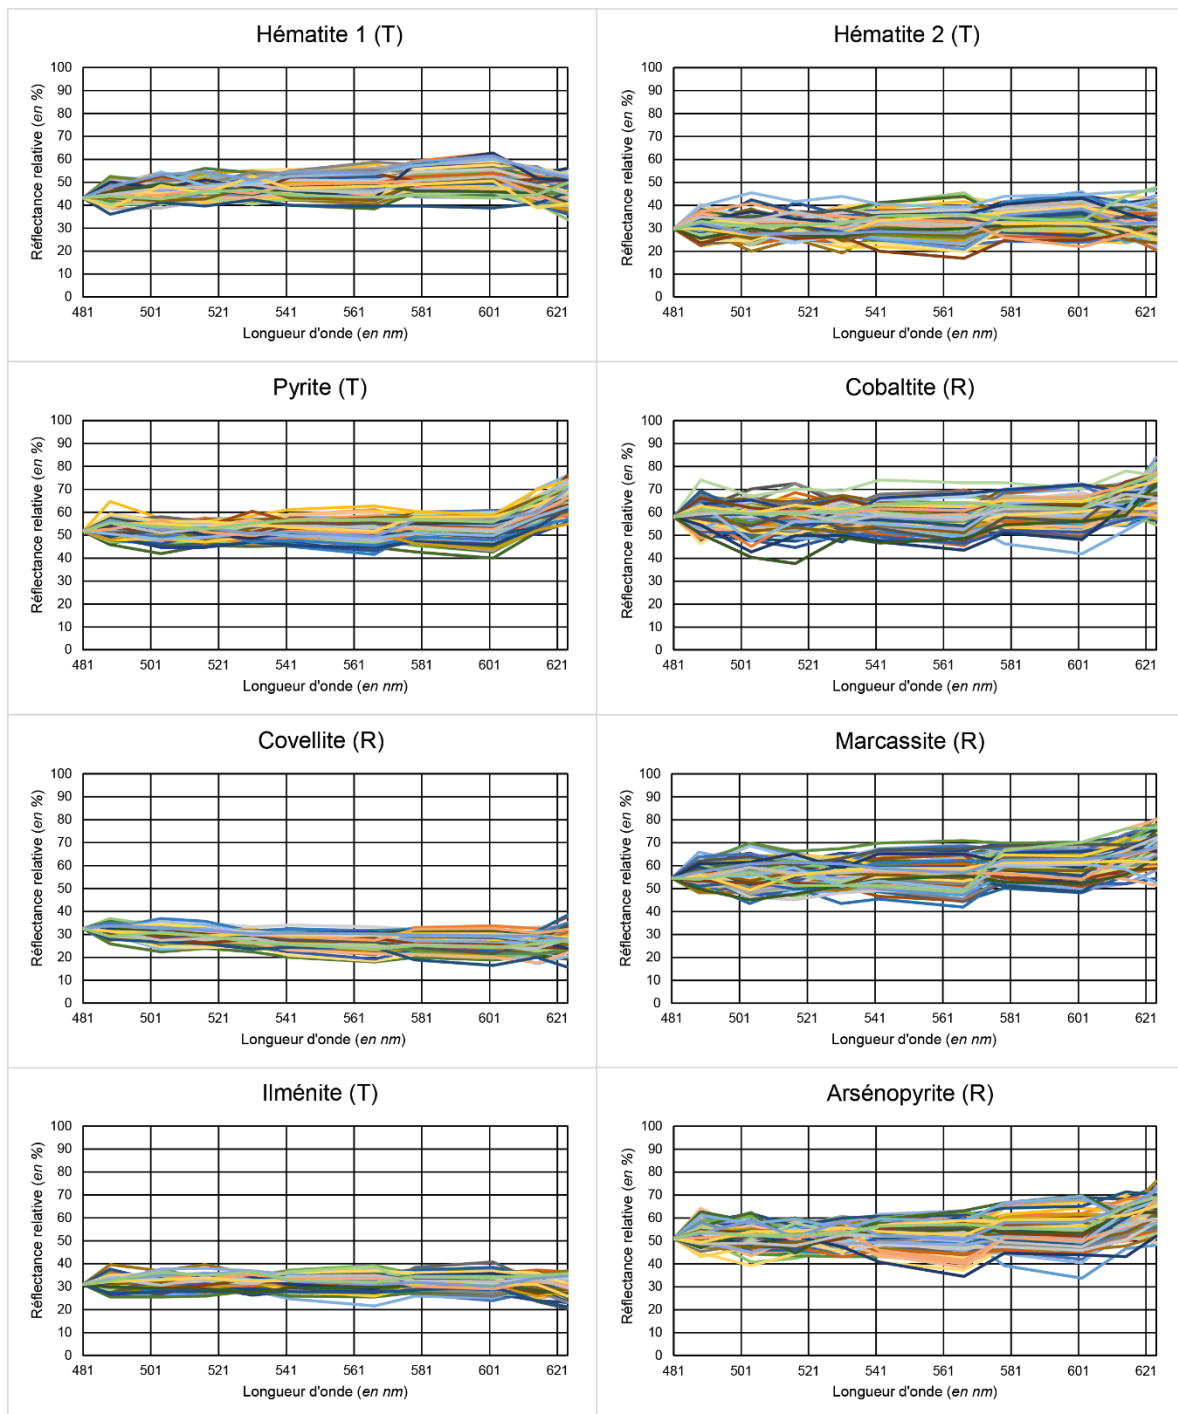 Hématite 1 (T)
Réflectance relative (en %)
100
90
80
70
60
50
40
30
20
10
0
481 501 521 541 561 581 601 621
Longueur d'onde (en nm)
Hématite 2 (T)
Réflectance relative (en %)
100
90
80
70
60
50
40
30
20
10
0
481 501 521 541 561 581 601 621
Longueur d'onde (en nm)
Pyrite (T)
Réflectance relative (en %)
100
90
80
70
60
50
40
30
20
10
0
481 501 521 541 561 581 601 621
Longueur d'onde (en nm)
Cobaltite (R)
Réflectance relative (en %)
100
90
80
70
60
50
40
30
20
10
0
481 501 521 541 561 581 601 621
Longueur d'onde (en nm)
Covellite (R)
Réflectance relative (en %)
100
90
80
70
60
50
40
30
20
10
0
481 501 521 541 561 581 601 621
Longueur d'onde (en nm)
Marcassite (R)
Réflectance relative (en %)
100
90
80
70
60
50
40
30
20
10
0
481 501 521 541 561 581 601 621
Longueur d'onde (en nm)
Ilménite (T)
Réflectance relative (en %)
100
90
80
70
60
50
40
30
20
10
0
481 501 521 541 561 581 601 621
Longueur d'onde (en nm)
Arsénopyrite (R)
Réflectance relative (en %)
100
90
80
70
60
50
40
30
20
10
0
481 501 521 541 561 581 601 621
Longueur d'onde (en nm)